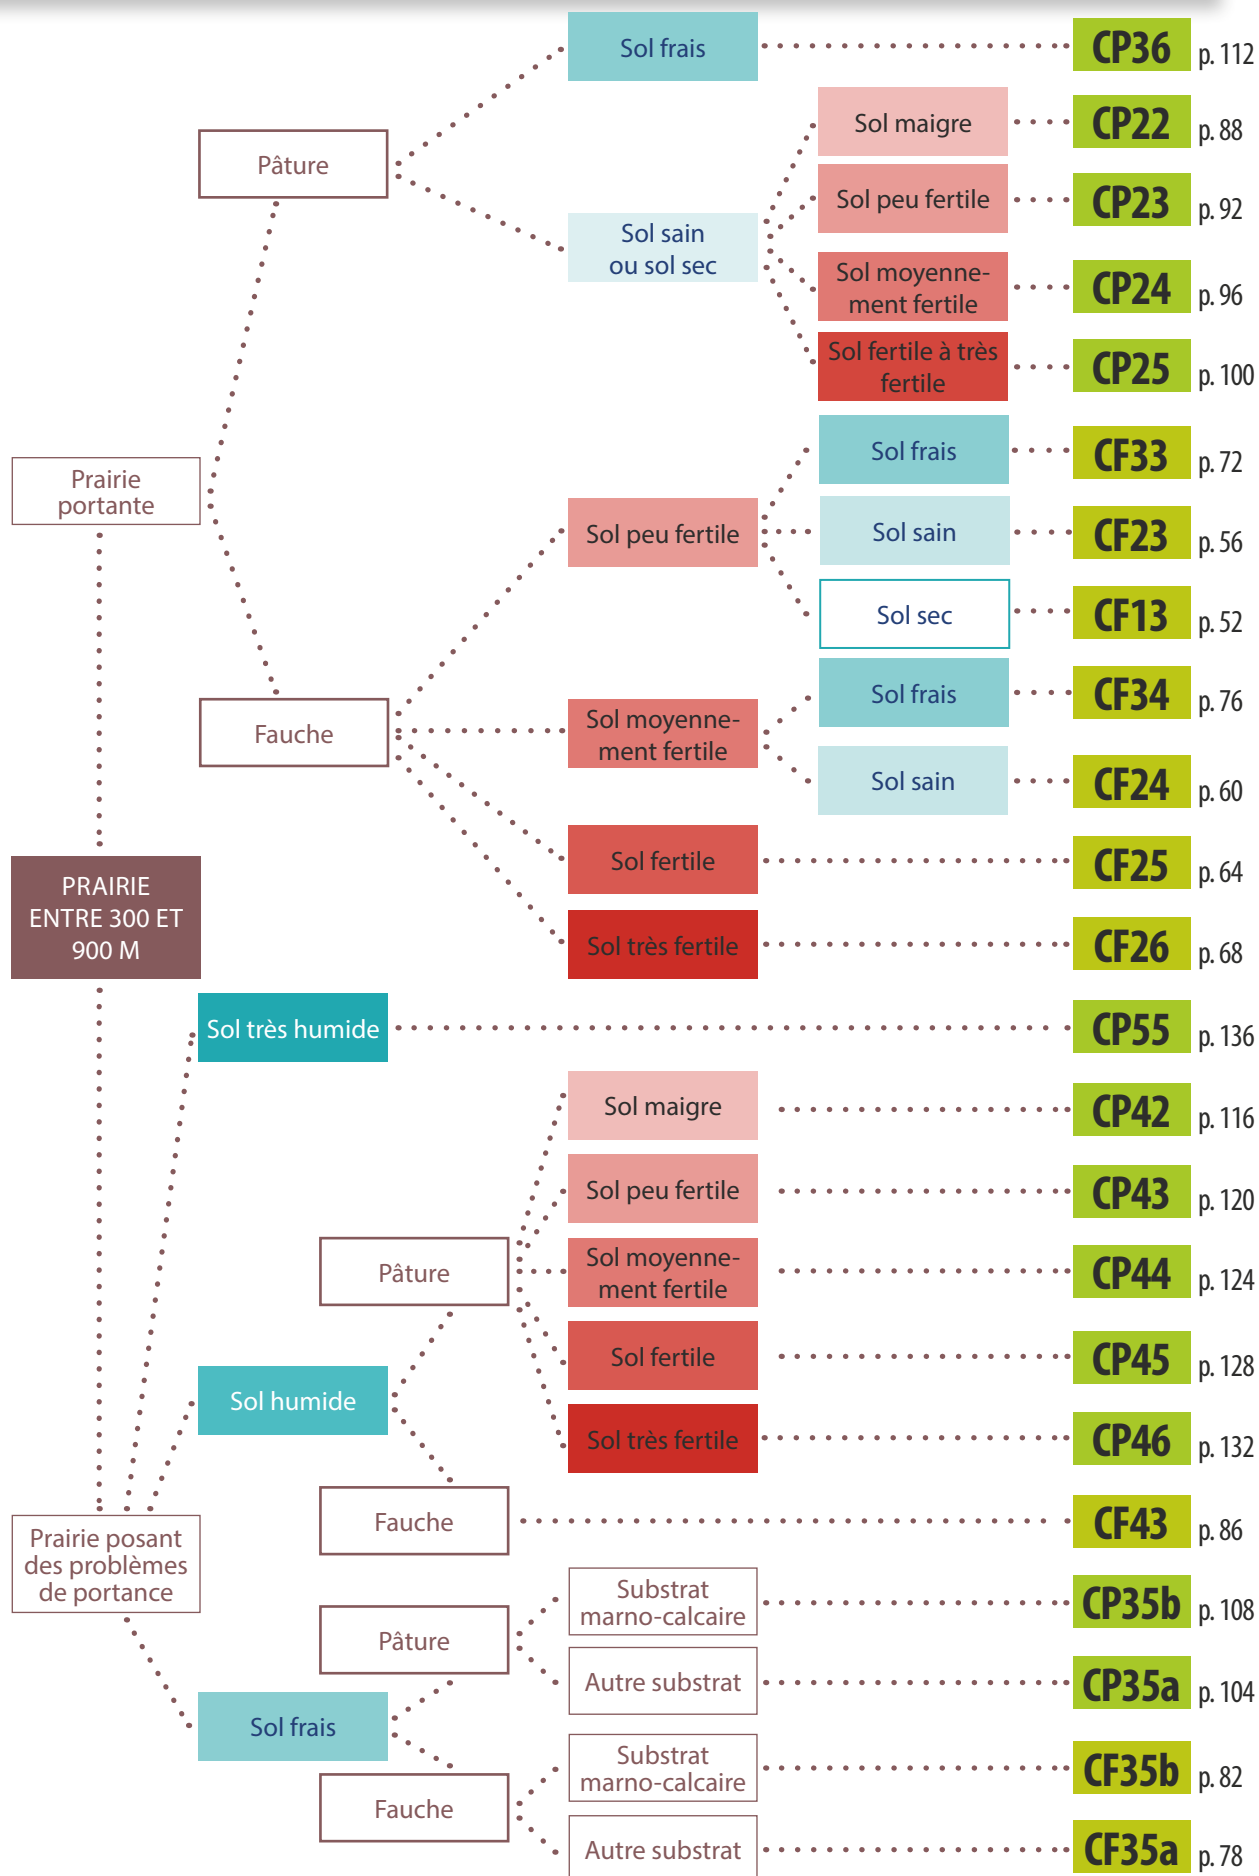 Sol frais
CP36 p. 112
Sol maigre
CP22 p. 88
Pâture
Sol peu fertile
CP23 p. 92
Sol sain
ou sol sec
Sol moyenne-
ment fertile
CP24 p. 96
Sol fertile à très
fertile
CP25 p. 100
Prairie
portante
Sol frais
CF33 p. 72
Sol peu fertile
Sol sain
CF23 p. 56
Sol sec
CF13 p. 52
Fauche
Sol moyenne-
ment fertile
Sol frais
CF34 p. 76
Sol sain
CF24 p. 60
Sol fertile
CF25 p. 64
PRAIRIE
ENTRE 300 ET
900 M
Sol très fertile
CF26 p. 68
Sol très humide
CP55 p. 136
Sol maigre
CP42 p. 116
Sol peu fertile
CP43 p. 120
Pâture
Sol moyenne-
ment fertile
CP44 p. 124
Sol fertile
CP45 p. 128
Sol humide
Sol très fertile
CP46 p. 132
Fauche
CF43 p. 86
Prairie posant
des problèmes
de portance
Pâture
Substrat
marno-calcaire
CP35b p. 108
Autre substrat
CP35a p. 104
Sol frais
Fauche
Substrat
marno-calcaire
CF35b p. 82
Autre substrat
CF35a p. 78